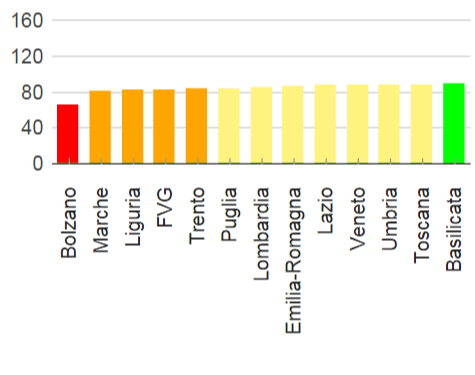 160
120
80
40
0
Bolzano
Marche
Liguria
FVG
Trento
Puglia
Lombardia
Emilia-Romagna
Lazio
Veneto
Umbria
Toscana
Basilicata